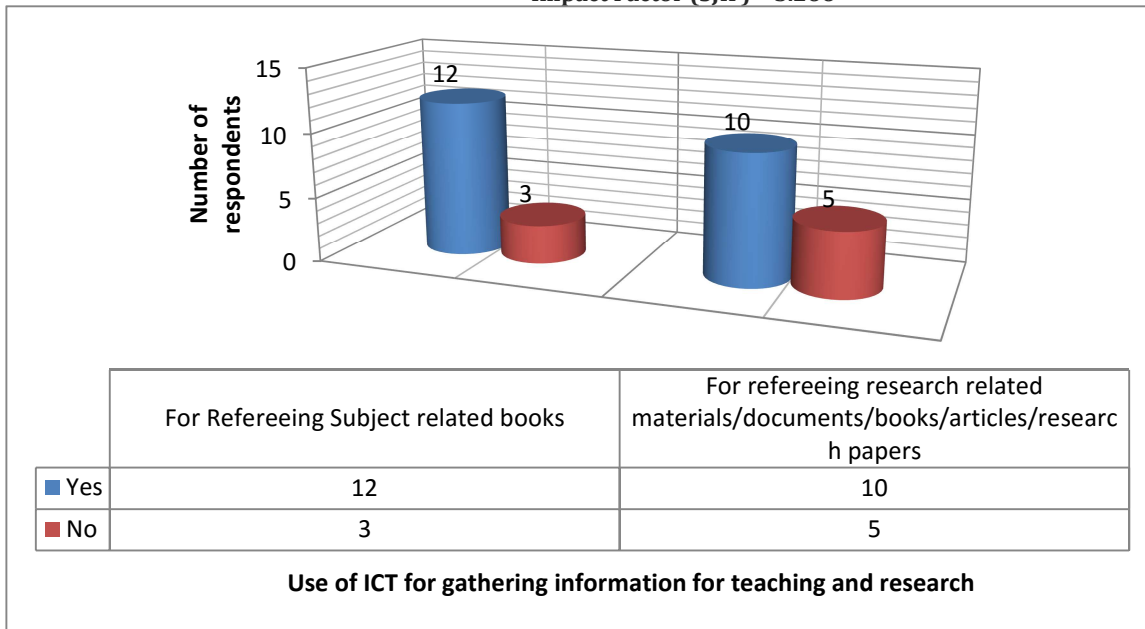 15
10
5
0
Number of
respondents
12
3
10
5
For Refereeing Subject related books
For refereeing research related
materials/documents/books/articles/researc
h papers
Yes 12 10
No 3 5
Use of ICT for gathering information for teaching and research